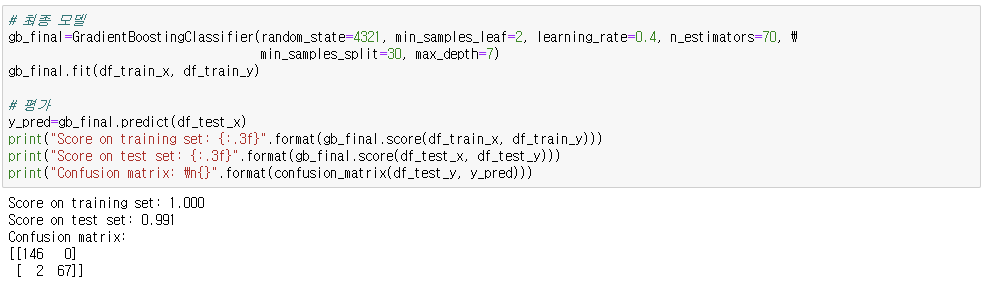 # 최종 모델
gb_final=GradientBoostingClassifier(random_state=4321, min_samples_leaf=2, learning_rate=0.4, n_estimators=70, ₩
min_samples_split=30, max_depth=7)
gb_final.fit(df_train_x, df_train_y)
# 평가
y_pred=gb_final.predict(df_test_x)
print("Score on training set: {:.3f}".format(gb_final.score(df_train_x, df_train_y)))
print("Score on test set: {:.3f}".format(gb_final.score(df_test_x, df_test_y)))
print("Confusion matrix: ₩n{}".format(confusion_matrix(df_test_y, y_pred)))
Score on training set: 1.000
Score on test set: 0.991
Confusion matrix:
[[146   0]
 [  2  67]]